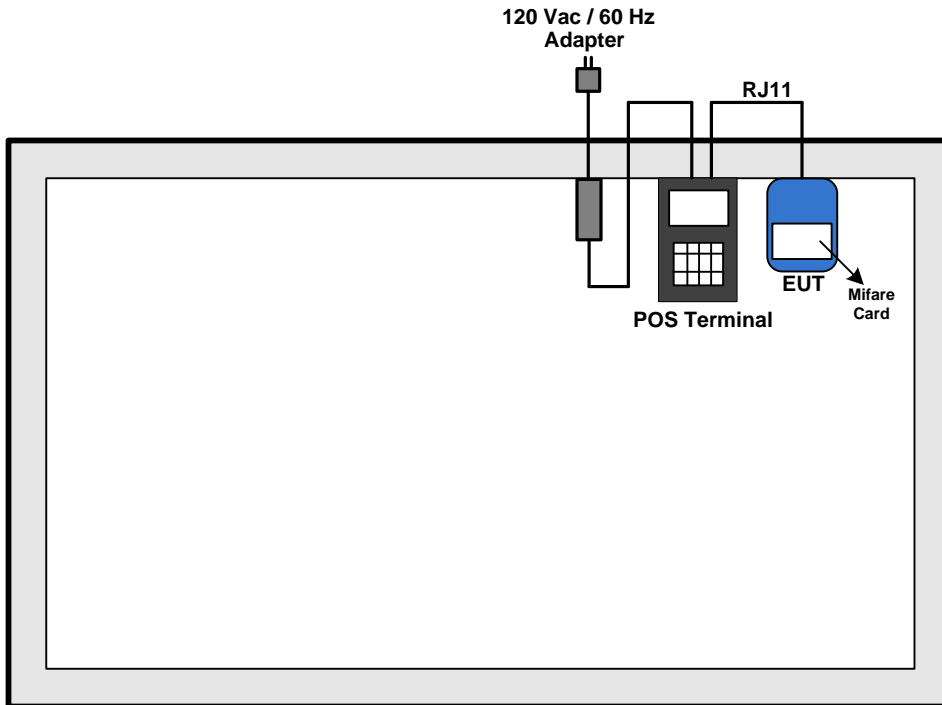 120 Vac / 60 Hz
Adapter
RJ11
EUT
Mifare
Card
POS Terminal